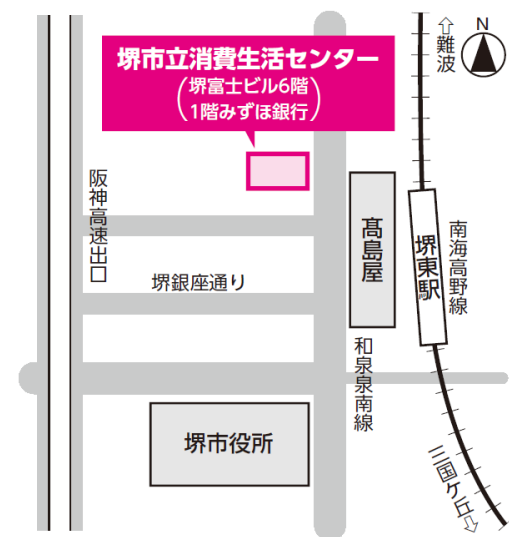 堺市立消費生活センター
(堺富士ビル6階
1階みずほ銀行)
⇧難波
N
阪神高速出口
堺銀座通り
髙島屋
堺東駅
南海高野線
和泉泉南線
堺市役所
三国ケ丘⇩